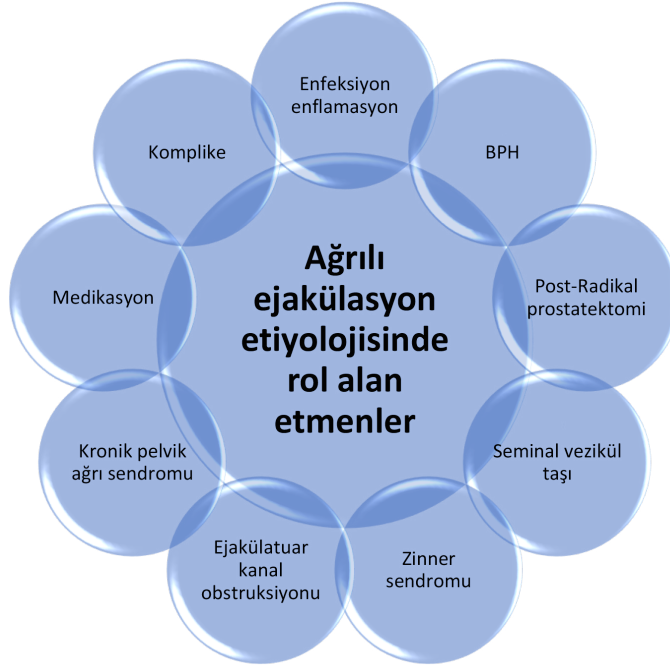 Enfeksiyon
enflamasyon
BPH
Post-Radikal
prostatektomi
Seminal vezikül
taşı
Zinner
sendromu
Ejakülatuar
kanal
obstruksiyonu
Kronik pelvik
ağrı sendromu
Medikasyon
Komplike
Ağrılı
ejakülasyon
etiyolojisinde
rol alan
etmenler